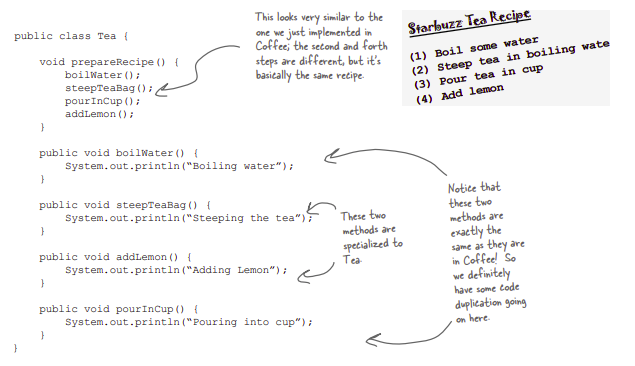 public class Tea {
void prepareRecipe() {
boilWater();
steepTeaBag();
pourInCup();
addLemon();
}
public void boilWater() {
System.out.println(“Boiling water”);
}
public void steepTeaBag() {
System.out.println(“Steeping the tea”);
}
public void addLemon() {
System.out.println(“Adding Lemon”);
}
public void pourInCup() {
System.out.println(“Pouring into cup”);
}
}
This looks very similar to the
one we just implemented in
Coffee; the second and forth
steps are different, but it's
basically the same recipe.
Starbuzz Tea Recipe
(1) Boil some water
(2) Steep tea in boiling wate
(3) Pour tea in cup
(4) Add lemon
These two
methods are
specialized to
Tea.
Notice that
these two
methods are
exactly the
same as they are
in Coffee! So
we definitely
have some code
duplication going
on here.